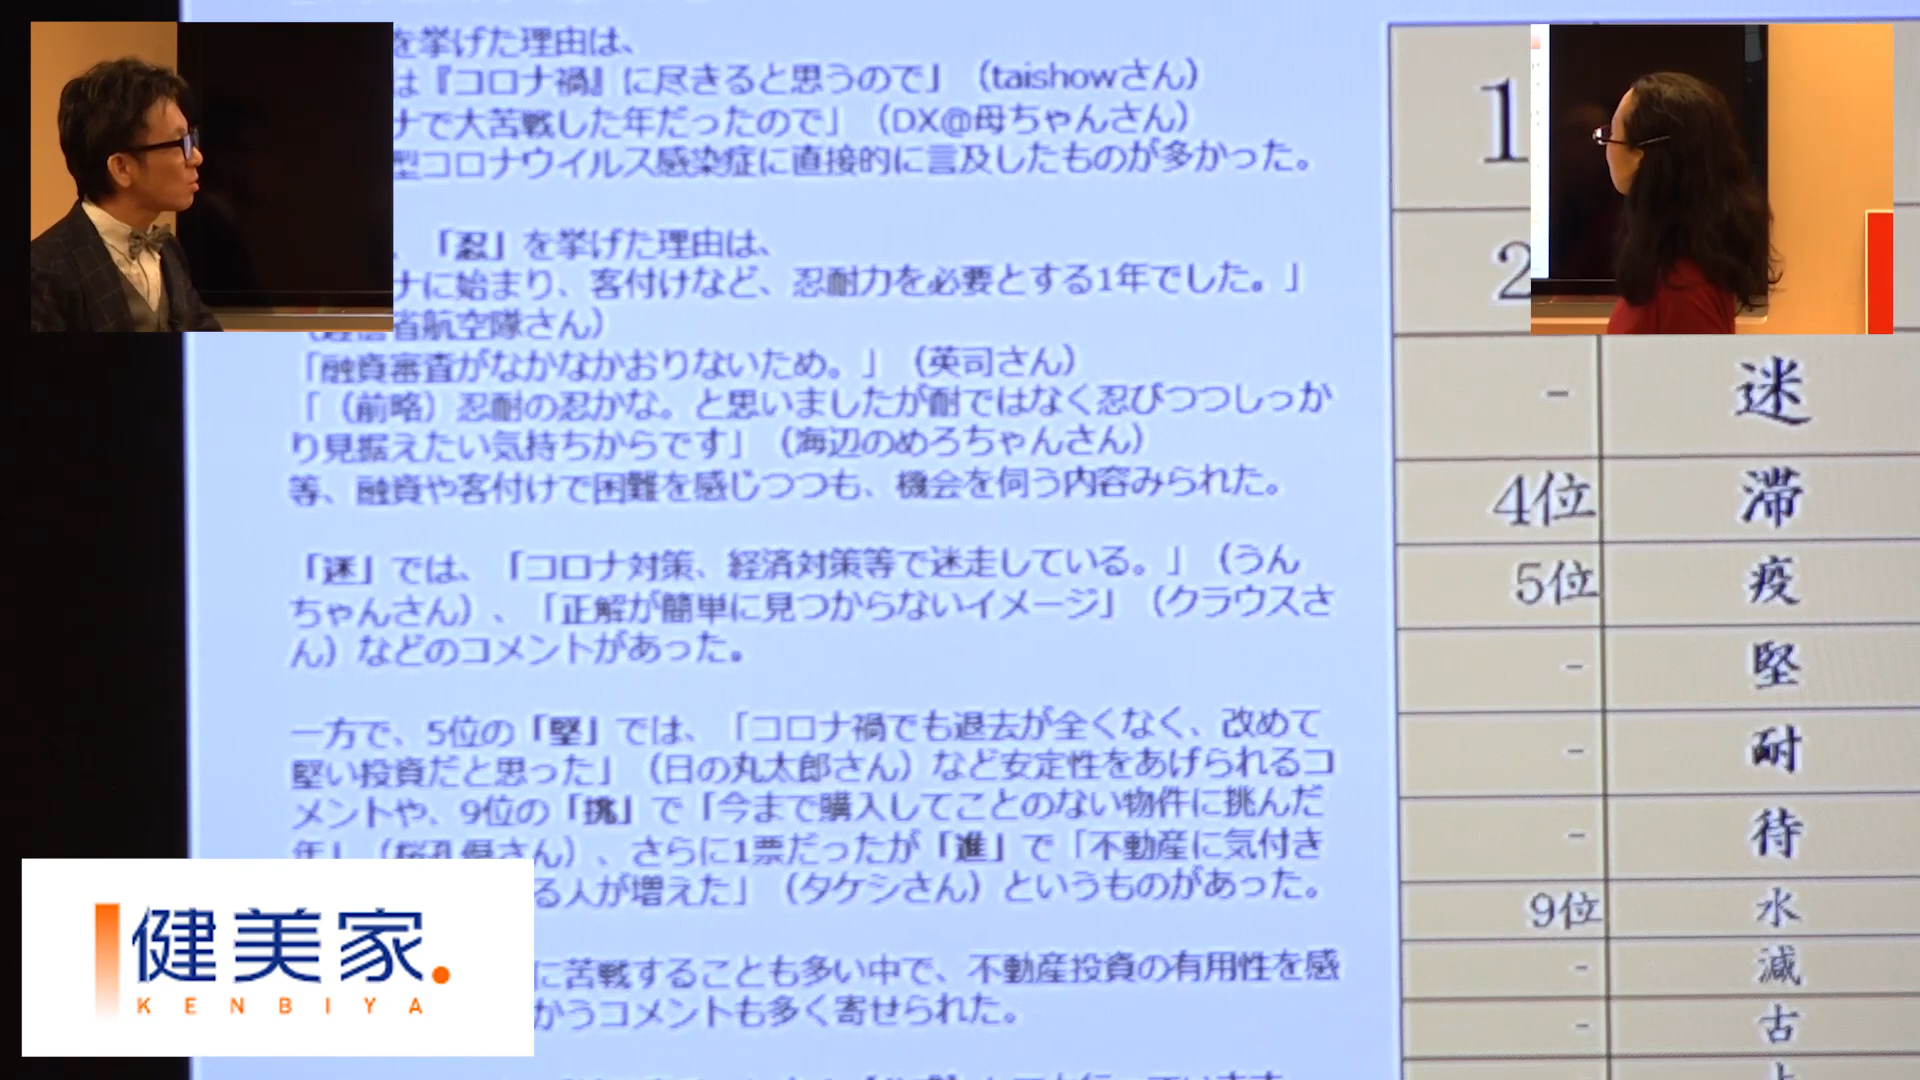 を挙げた理由は、
は『コロナ禍』に尽きると思うので」（taishowさん）
ナで大苦戦した年だったので」（DX@母ちゃんさん）
型コロナウイルス感染症に直接的に言及したものが多かった。
、「忍」を挙げた理由は、
ナに始まり、客付けなど、忍耐力を必要とする1年でした。」
省航空隊さん）
「融資審査がなかなかおりないため。」（英司さん）
「（前略）忍耐の忍かな。と思いましたが耐ではなく忍びつつしっか
り見据えたい気持ちからです」（海辺のめろちゃんさん）
等、融資や客付けで困難を感じつつも、機会を伺う内容みられた。
「迷」では、「コロナ対策、経済対策等で迷走している。」（うん
ちゃんさん）、「正解が簡単に見つからないイメージ」（クラウスさ
ん）などのコメントがあった。
一方で、5位の「堅」では、「コロナ禍でも退去が全くなく、改めて
堅い投資だと思った」（日の丸太郎さん）など安定性をあげられるコ
メントや、9位の「挑」で「今まで購入してことのない物件に挑んだ
年」（さん）、さらに1票だったが「進」で「不動産に気付き
る人が増えた」（タケシさん）というものがあった。
に苦戦することも多い中で、不動産投資の有用性を感
かうコメントも多く寄せられた。
1
2
- 迷
4位 滞
5位 疫
- 堅
- 耐
- 待
9位 水
- 減
- 古
健美家
KENBIYA